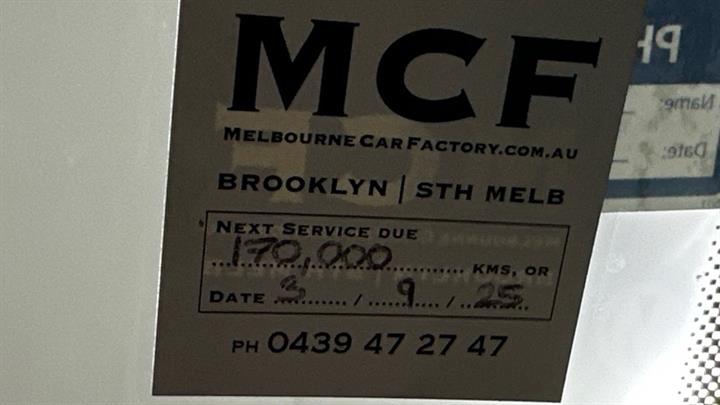 MCF
MELBOURNECARFACTORY.COM.AU
BROOKLYN | STH MELB
NEXT SERVICE DUE
170,000 KMS, OR
DATE 3 / 9 / 25
PH 0439 47 27 47
PH
Name:
Date: